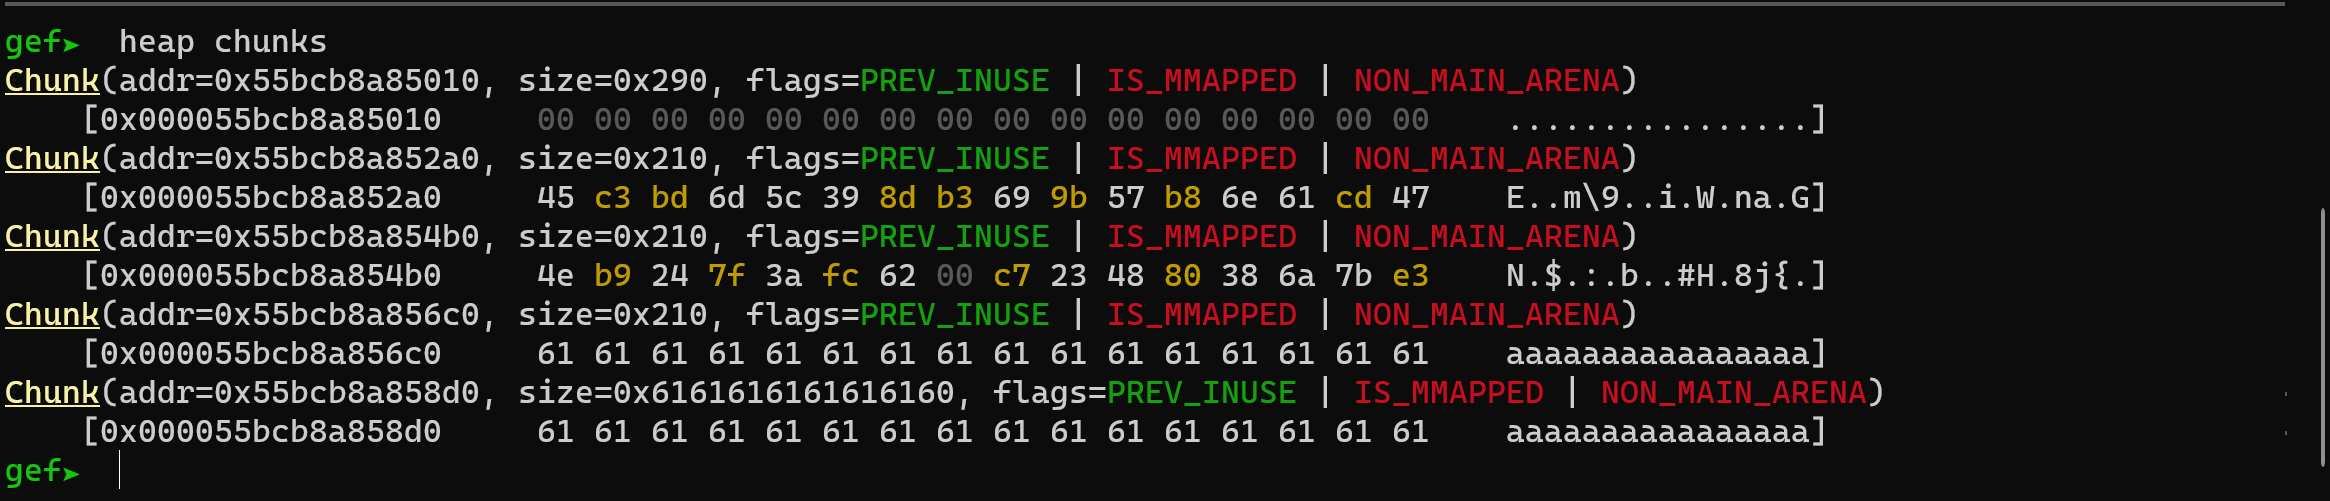 gef➤  heap chunks
Chunk(addr=0x55bcb8a85010, size=0x290, flags=PREV_INUSE | IS_MMAPPED | NON_MAIN_ARENA)
    [0x000055bcb8a85010     00 00 00 00 00 00 00 00 00 00 00 00 00 00 00 00    ................]
Chunk(addr=0x55bcb8a852a0, size=0x210, flags=PREV_INUSE | IS_MMAPPED | NON_MAIN_ARENA)
    [0x000055bcb8a852a0     45 c3 bd 6d 5c 39 8d b3 69 9b 57 b8 6e 61 cd 47    E..m\9..i.W.na.G]
Chunk(addr=0x55bcb8a854b0, size=0x210, flags=PREV_INUSE | IS_MMAPPED | NON_MAIN_ARENA)
    [0x000055bcb8a854b0     4e b9 24 7f 3a fc 62 00 c7 23 48 80 38 6a 7b e3    N.$.:.b..#H.8j{.]
Chunk(addr=0x55bcb8a856c0, size=0x210, flags=PREV_INUSE | IS_MMAPPED | NON_MAIN_ARENA)
    [0x000055bcb8a856c0     61 61 61 61 61 61 61 61 61 61 61 61 61 61 61 61    aaaaaaaaaaaaaaaa]
Chunk(addr=0x55bcb8a858d0, size=0x6161616161616160, flags=PREV_INUSE | IS_MMAPPED | NON_MAIN_ARENA)
    [0x000055bcb8a858d0     61 61 61 61 61 61 61 61 61 61 61 61 61 61 61 61    aaaaaaaaaaaaaaaa]
gef➤